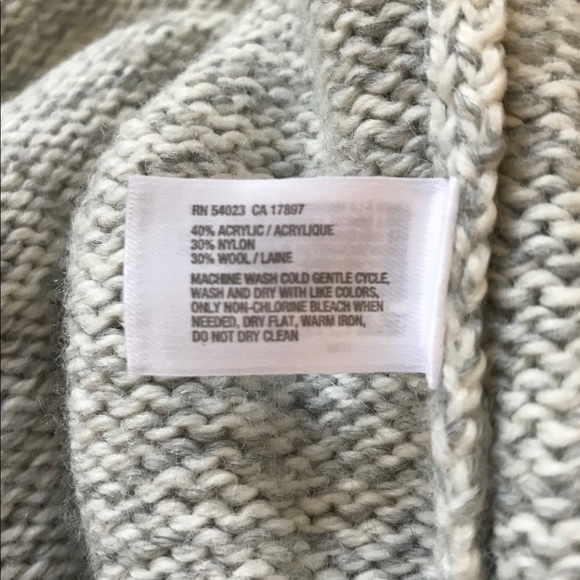 RN 54023 CA 17897
40% ACRYLIC / ACRYLIQUE
30% NYLON
30% WOOL / LAINE
MACHINE WASH COLD GENTLE CYCLE,
WASH AND DRY WITH LIKE COLORS,
ONLY NON-CHLORINE BLEACH WHEN
NEEDED, DRY FLAT, WARM IRON,
DO NOT DRY CLEAN